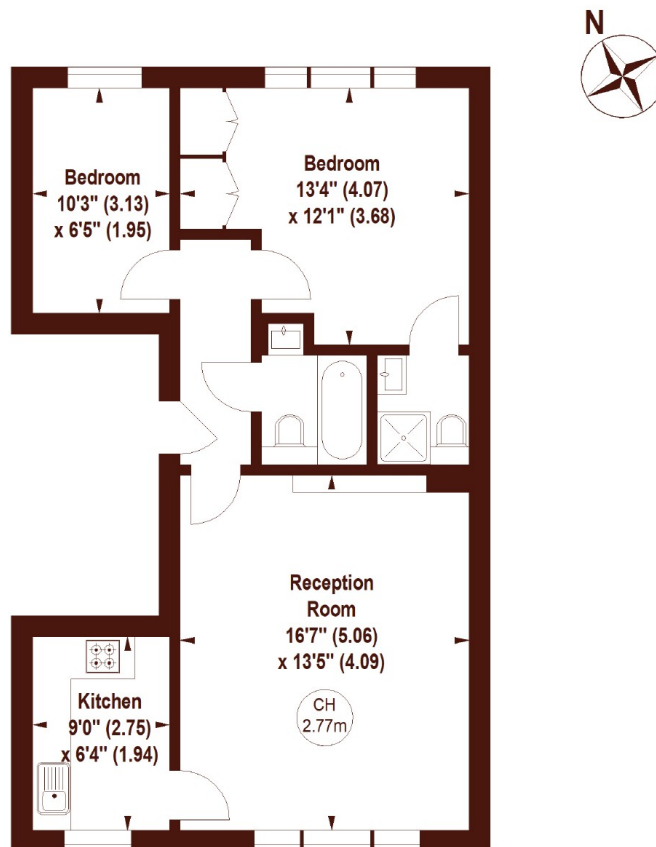 N
Bedroom
10'3" (3.13)
x 6'5" (1.95)
Bedroom
13'4" (4.07)
x 12'1" (3.68)
Reception
Room
16'7" (5.06)
x 13'5" (4.09)
CH
2.77m
Kitchen
9'0" (2.75)
x 6'4" (1.94)